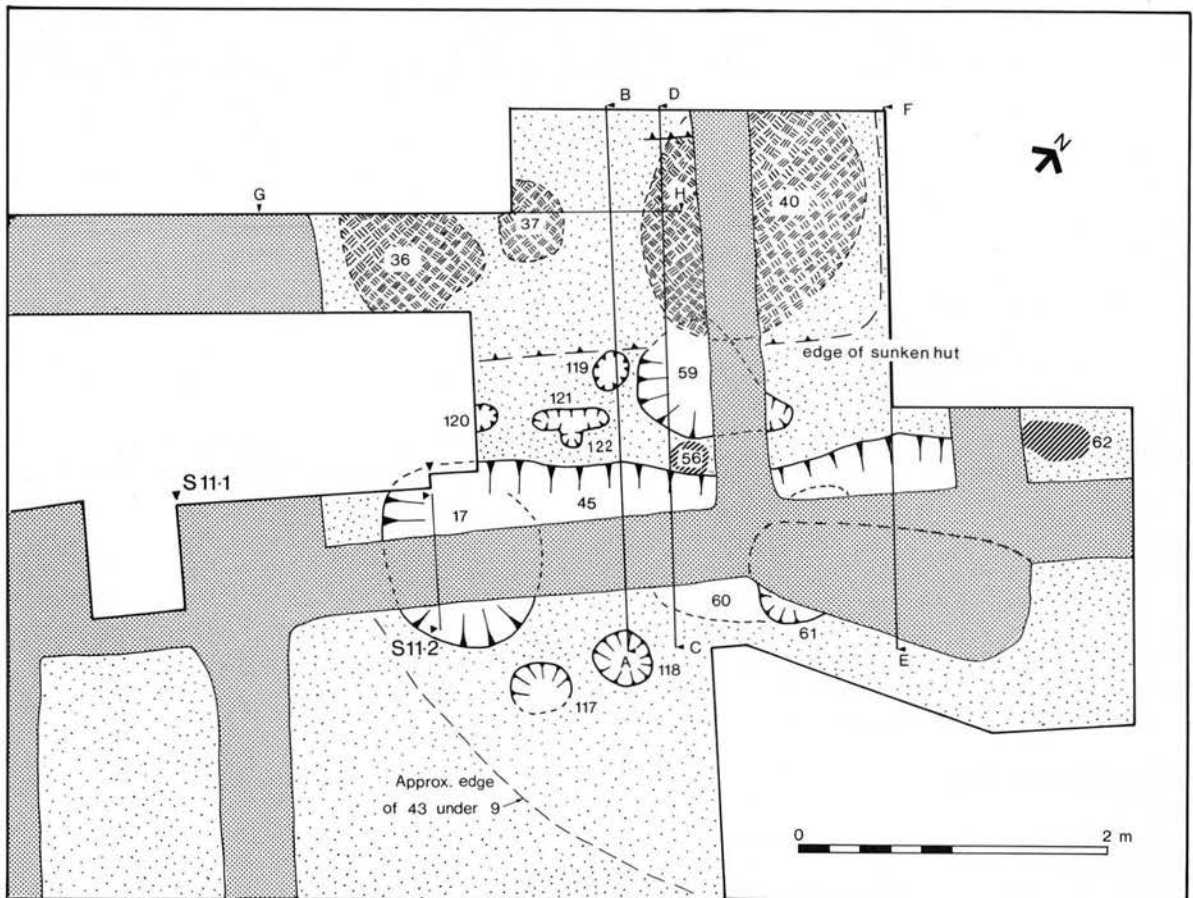 B
D
F
N
G
H
40
37
36
edge of sunken hut
59
119
121
120
122
56
62
S11·1
17
45
60
61
S11·2
A
C
E
118
117
Approx. edge
of 43 under 9
0
2 m